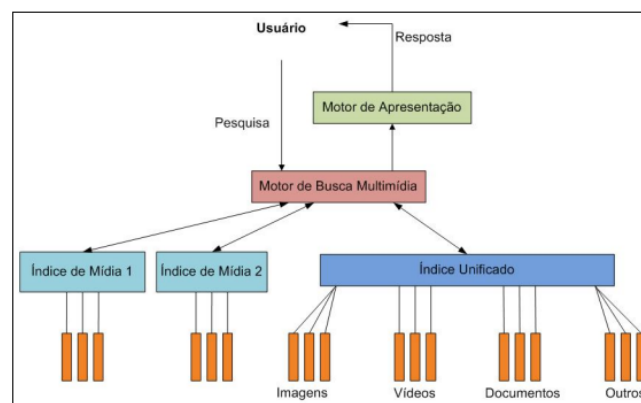 Usuário
Resposta
Motor de Apresentação
Pesquisa
Motor de Busca Multimídia
Índice de Mídia 1
Índice de Mídia 2
Índice Unificado
Imagens
Vídeos
Documentos
Outros